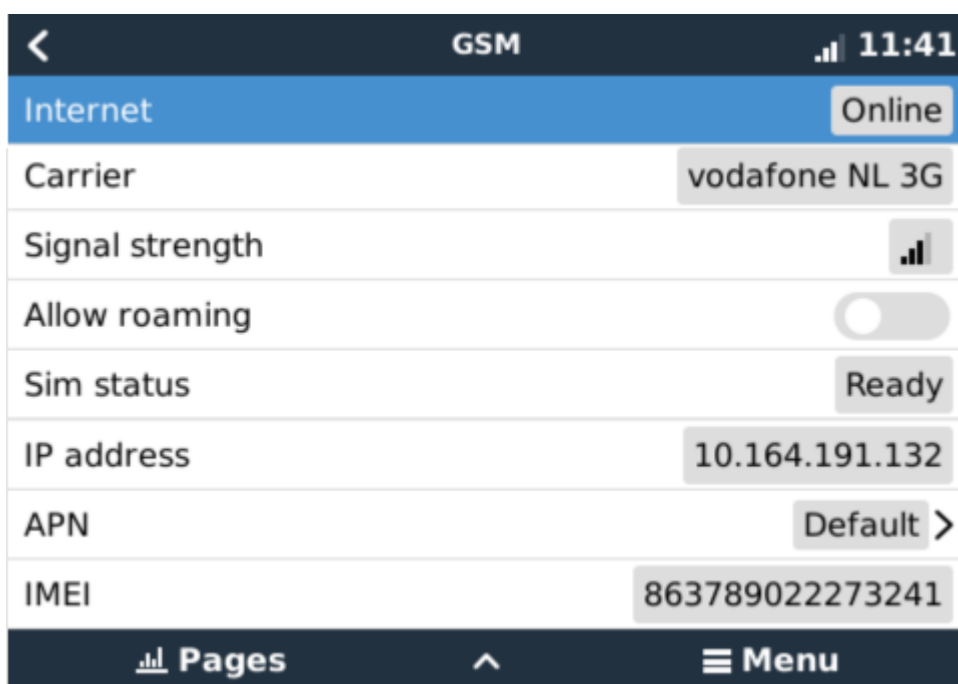 GSM 11:41
Internet Online
Carrier vodafone NL 3G
Signal strength
Allow roaming
Sim status Ready
IP address 10.164.191.132
APN Default
IMEI 863789022273241
Pages Menu